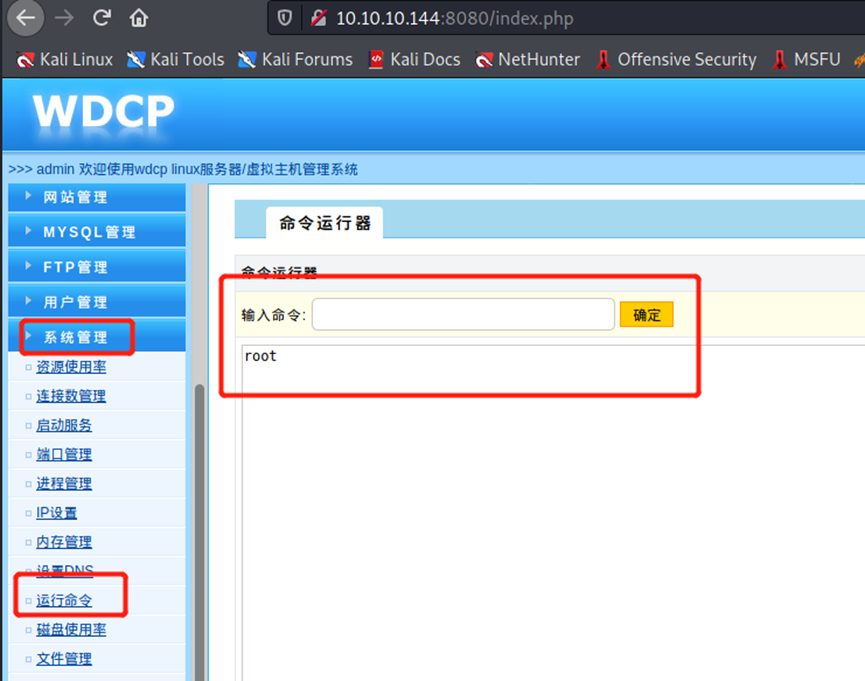 10.10.10.144:8080/index.php
Kali Linux Kali Tools Kali Forums Kali Docs NetHunter Offensive Security MSFU
WDCP
>>> admin 欢迎使用wdcp linux服务器/虚拟主机管理系统
网站管理
MYSQL管理
FTP管理
用户管理
系统管理
资源使用率
连接数管理
启动服务
端口管理
进程管理
IP设置
内存管理
设置DNS
运行命令
磁盘使用率
文件管理
命令运行器
命令运行器
输入命令: 确定
root